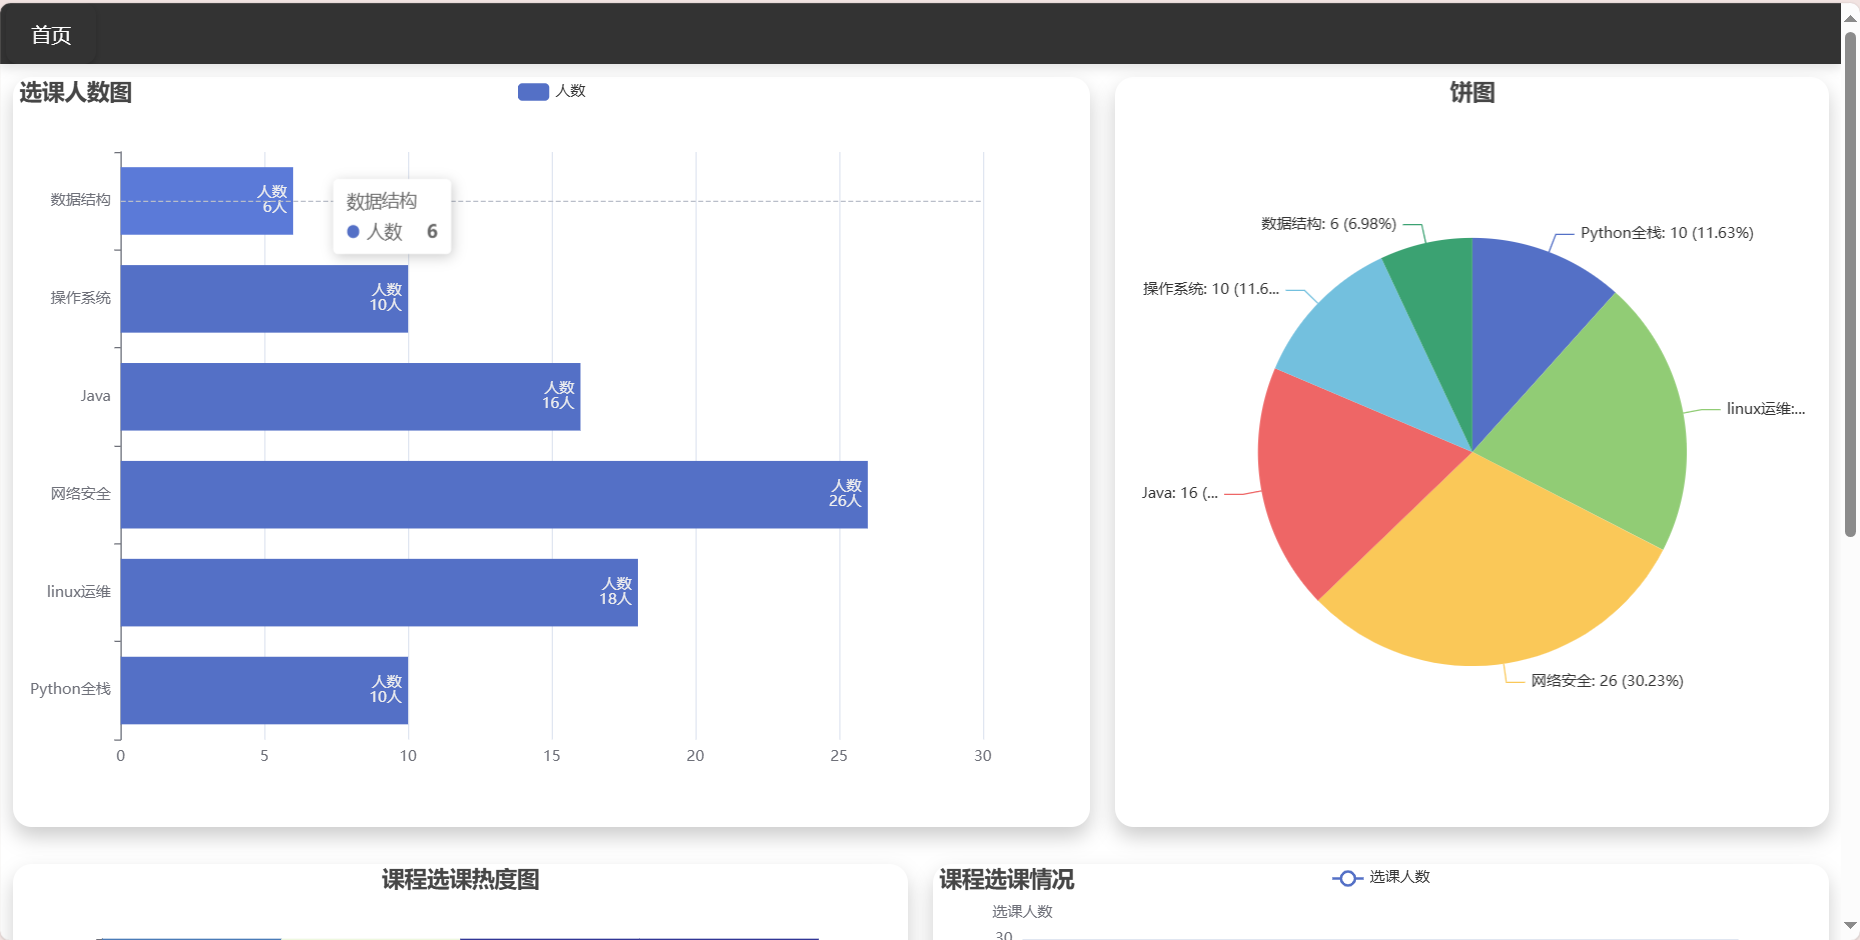 首页
选课人数图
人数
数据结构
人数
6人
数据结构
人数 6
操作系统
人数
10人
Java
人数
16人
网络安全
人数
26人
linux运维
人数
18人
Python全栈
人数
10人
0 5 10 15 20 25 30
饼图
数据结构: 6 (6.98%)
Python全栈: 10 (11.63%)
操作系统: 10 (11.6...
linux运维:...
Java: 16 (...
网络安全: 26 (30.23%)
课程选课热度图
课程选课情况
选课人数
选课人数
30